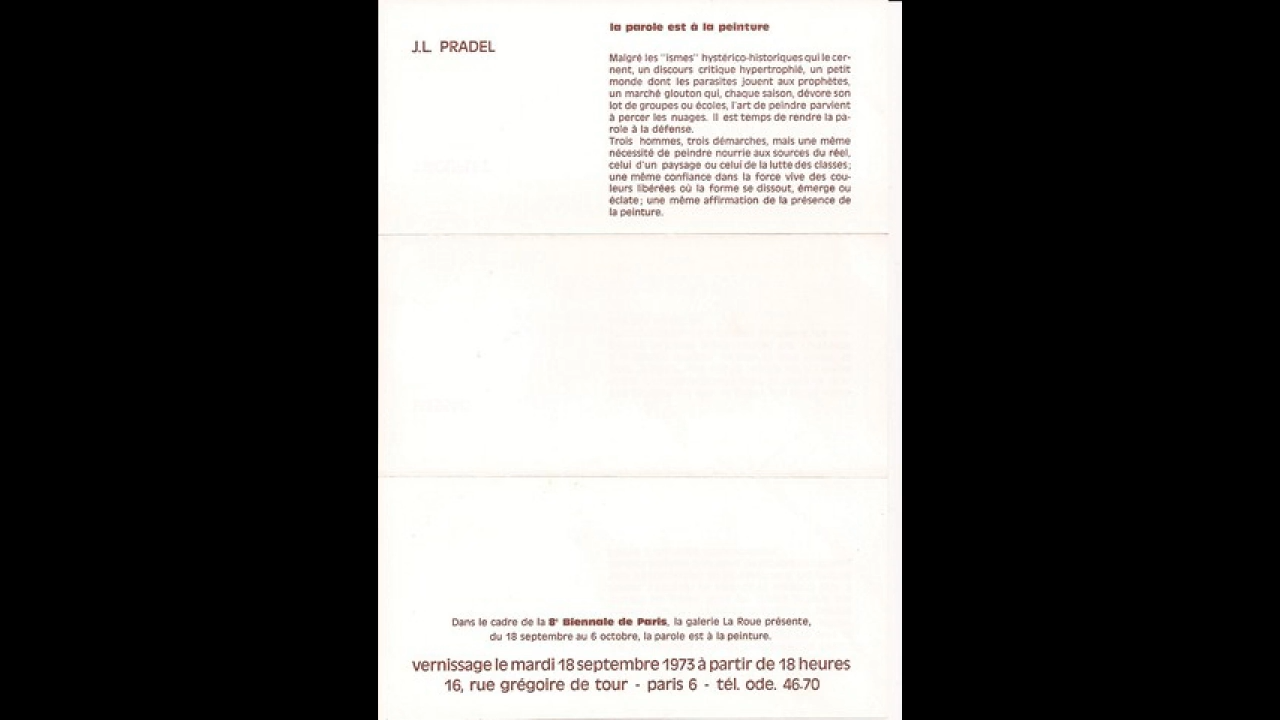 J.L. PRADEL
la parole est à la peinture
Malgré les "ismes" hystérico-historiques qui le cer-
nent, un discours critique hypertrophié, un petit
monde dont les parasites jouent aux prophètes,
un marché glouton qui, chaque saison, dévore son
lot de groupes ou écoles, l'art de peindre parvient
à percer les nuages. Il est temps de rendre la pa-
role à la défense.
Trois hommes, trois démarches, mais une même
nécessité de peindre nourrie aux sources du réel,
celui d'un paysage ou celui de la lutte des classes;
une même confiance dans la force vive des cou-
leurs libérées où la forme se dissout, émerge ou
éclate; une même affirmation de la présence de
la peinture.
Dans le cadre de la 8e Biennale de Paris, la galerie La Roue présente,
du 18 septembre au 6 octobre, la parole est à la peinture.
vernissage le mardi 18 septembre 1973 à partir de 18 heures
16, rue grégoire de tour - paris 6 - tél. ode. 46.70